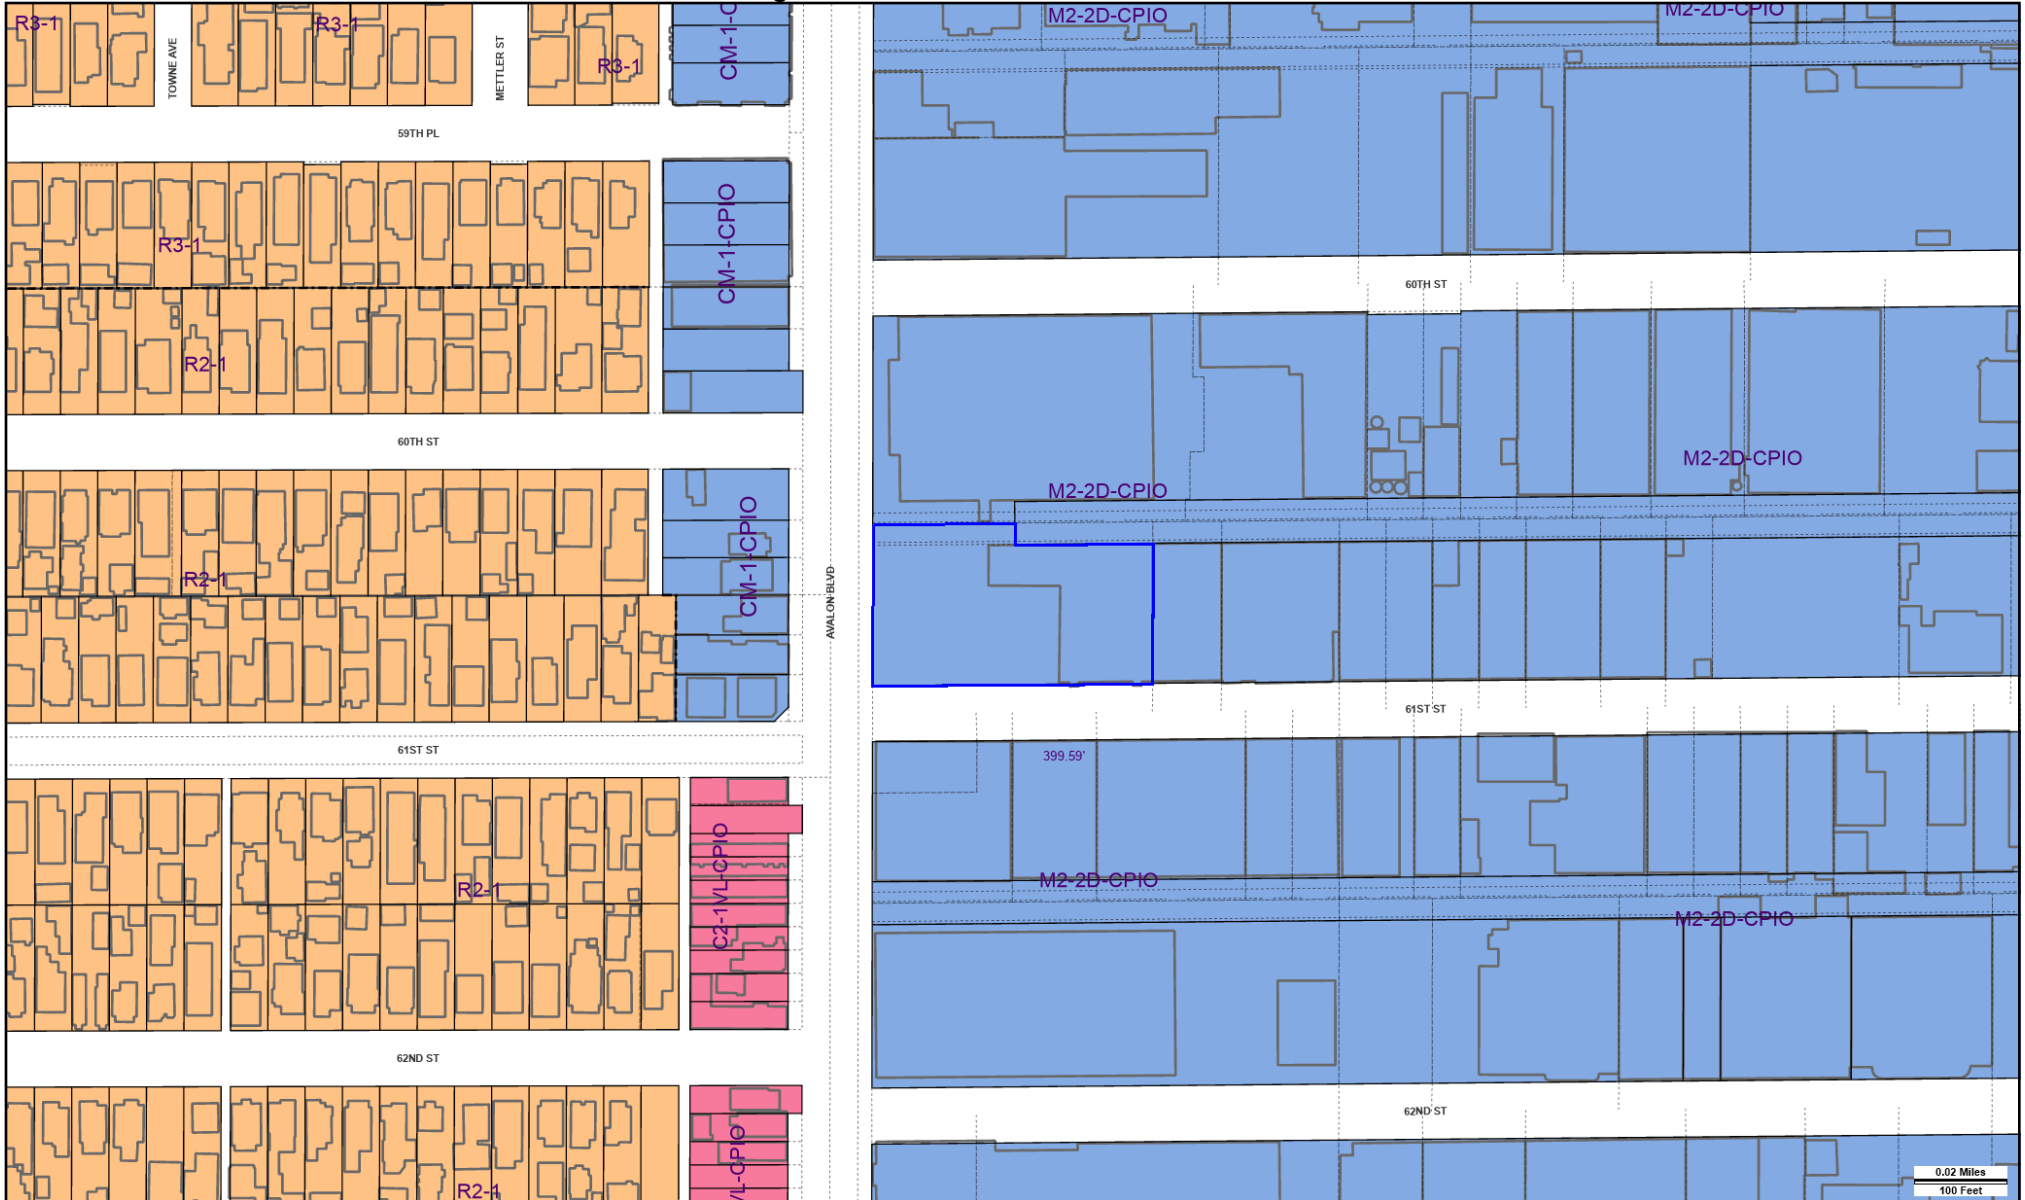 R3-1
R3-1
R3-1
TOWNE AVE
METTLER ST
CM-1-C
M2-2D-CPIO
M2-2D-CPIO
59TH PL
R3-1
CM-1-CPIO
R2-1
60TH ST
60TH ST
M2-2D-CPIO
M2-2D-CPIO
R2-1
CM-1-CPIO
AVALON BLVD
61ST ST
61ST ST
399.59'
R2-1
C2-1VL-CPIO
M2-2D-CPIO
M2-2D-CPIO
62ND ST
62ND ST
R2-1
VL-CPIO
0.02 Miles
100 Feet